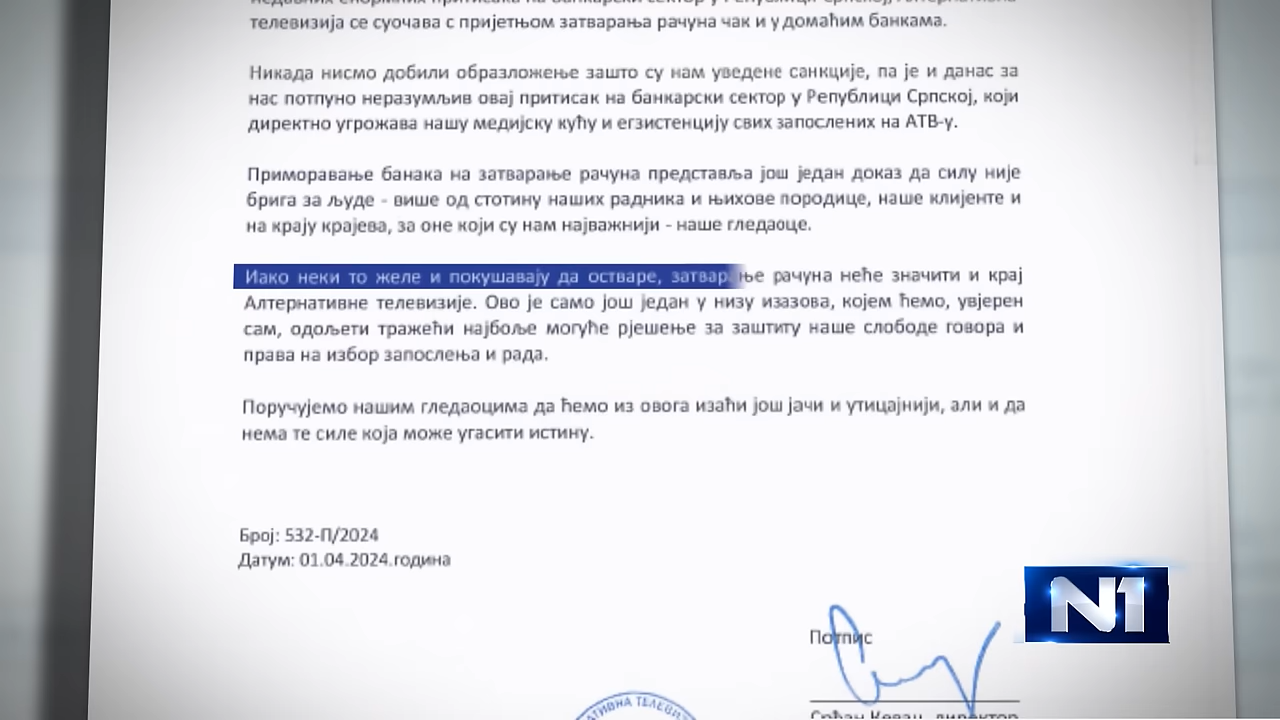 телевизија се суочава с пријетњом затварања рачуна чак и у домаћим банкама.
Никада нисмо добили образложење зашто су нам уведене санкције, па је и данас за
нас потпуно неразумљив овај притисак на банкарски сектор у Републици Српској, који
директно угрожава нашу медијску кућу и егзистенцију свих запослених на АТВ-у.
Приморавање банака на затварање рачуна представља још један доказ да силу није
брига за људе - више од стотину наших радника и њихове породице, наше клијенте и
на крају крајева, за оне који су нам најважнији - наше гледаоце.
Иако неки то желе и покушавају да остваре, затварање рачуна неће значити и крај
Алтернативне телевизије. Ово је само још један у низу изазова, којем ћемо, увјерен
сам, одољети тражећи најбоље могуће рјешење за заштиту наше слободе говора и
права на избор запослења и рада.
Поручујемо нашим гледаоцима да ћемо из овога изаћи још јачи и утицајнији, али и да
нема те силе која може угасити истину.
Број: 532-П/2024
Датум: 01.04.2024.година
N1
Потпис